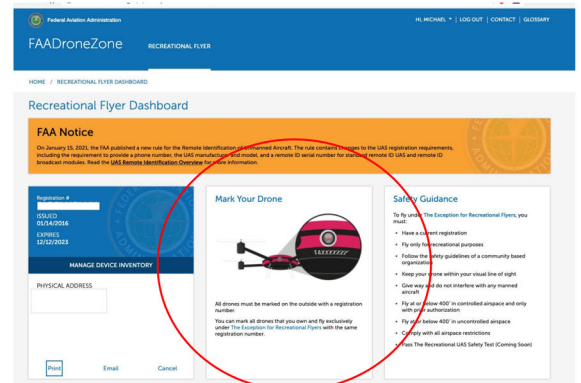 Federal Aviation Administration
HI, MICHAEL | LOG OUT | CONTACT | GLOSSARY
FAADroneZone
RECREATIONAL FLYER
HOME / RECREATIONAL FLYER DASHBOARD
Recreational Flyer Dashboard
FAA Notice
On January 15, 2021, the FAA published a new rule for the Remote Identification of Unmanned Aircraft. The rule contains changes to the UAS registration requirements,
including the requirement to provide a phone number, the UAS manufacturer and model, and a remote ID serial number for standard remote ID UAS and remote ID
broadcast modules. Read the UAS Remote Identification Overview for more information.
Registration #
ISSUED
01/14/2016
EXPIRES
12/12/2023
MANAGE DEVICE INVENTORY
PHYSICAL ADDRESS
Print Email Cancel
Mark Your Drone
All drones must be marked on the outside with a registration
number.
You can mark all drones that you own and fly exclusively
under The Exception for Recreational Flyers with the same
registration number.
Safety Guidance
To fly under The Exception for Recreational Flyers, you
must:
• Have a current registration
• Fly only for recreational purposes
• Follow the safety guidelines of a community based
organization
• Keep your drone within your visual line of sight
• Give way and do not interfere with any manned
aircraft
• Fly at or below 400' in controlled airspace and only
with prior authorization
• Fly at or below 400' in uncontrolled airspace
• Comply with all airspace restrictions
• Pass The Recreational UAS Safety Test (Coming Soon)